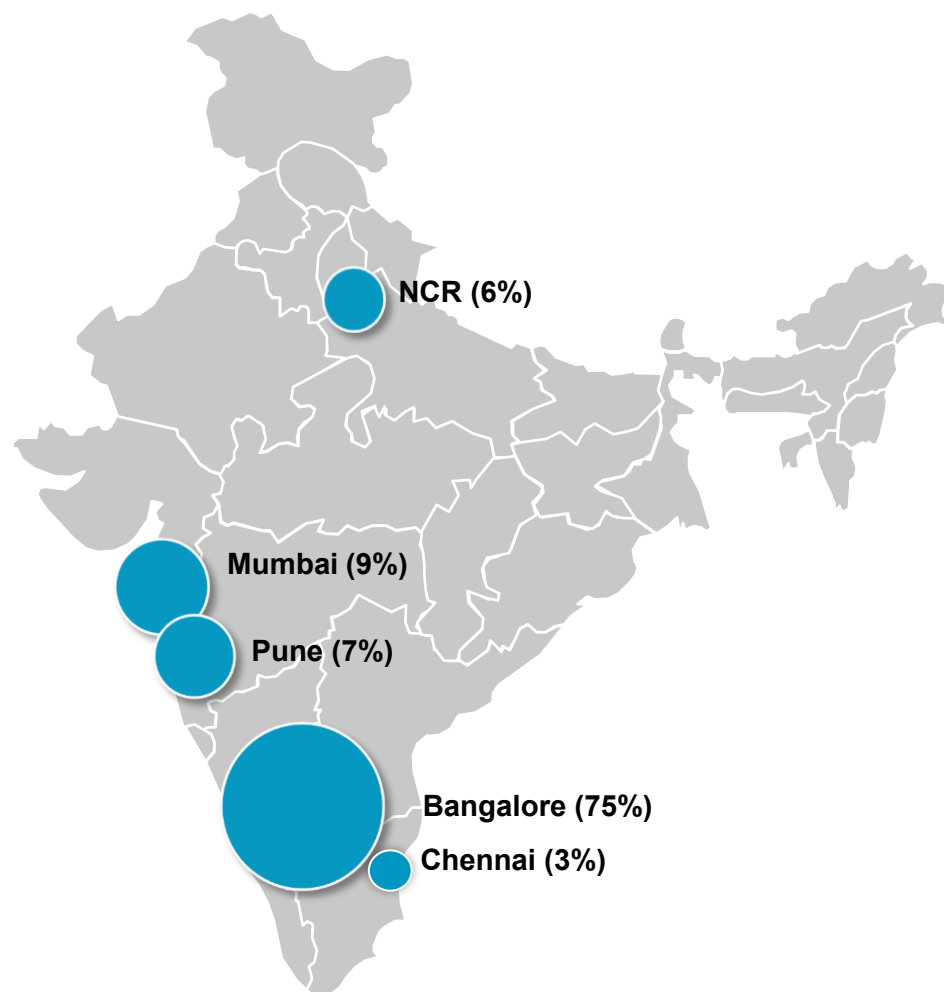 NCR (6%)
Mumbai (9%)
Pune (7%)
Bangalore (75%)
Chennai (3%)